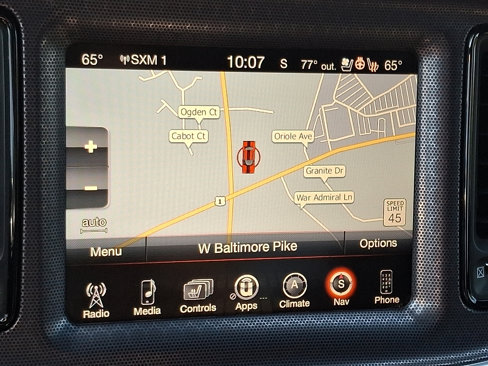 65° SXM 1 10:07 S 77° out. 65°
Ogden Ct
Cabot Ct
Oriole Ave
Granite Dr
War Admiral Ln
1
SPEED LIMIT 45
+
−
auto
Menu W Baltimore Pike Options
A S
Radio Media Controls Apps Climate Nav Phone